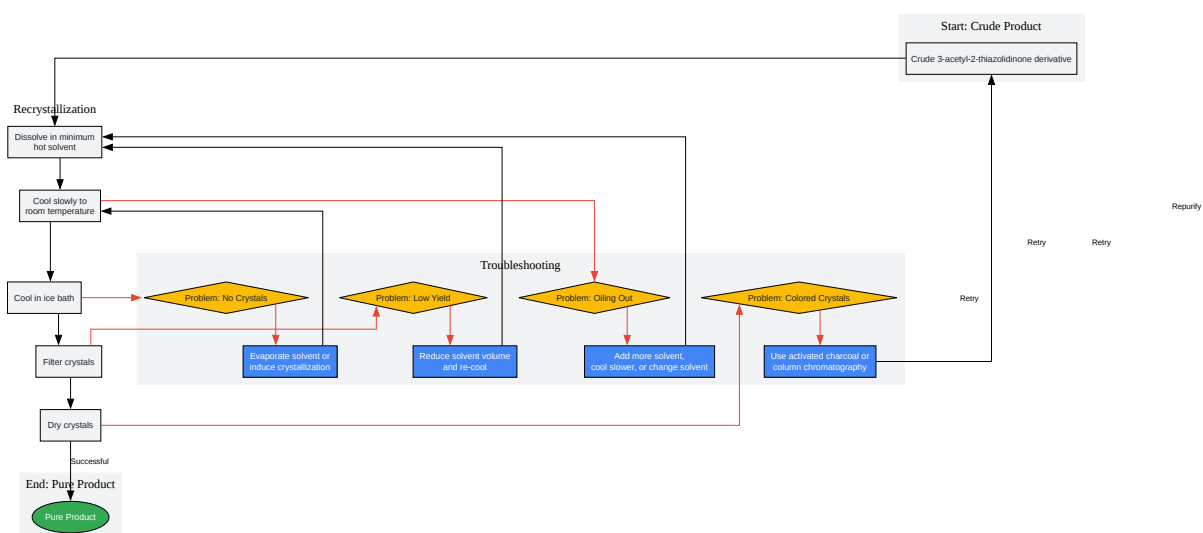 Start: Crude Product
Crude 3-acetyl-2-thiazolidinone derivative
Recrystallization
Dissolve in minimum
hot solvent
Cool slowly to
room temperature
Repurify
Retry
Retry
Troubleshooting
Cool in ice bath
Problem: No Crystals
Problem: Low Yield
Problem: Oiling Out
Problem: Colored Crystals
Retry
Filter crystals
Evaporate solvent or
induce crystallization
Reduce solvent volume
and re-cool
Add more solvent,
cool slower, or change solvent
Use activated charcoal or
column chromatography
Dry crystals
Successful
End: Pure Product
Pure Product